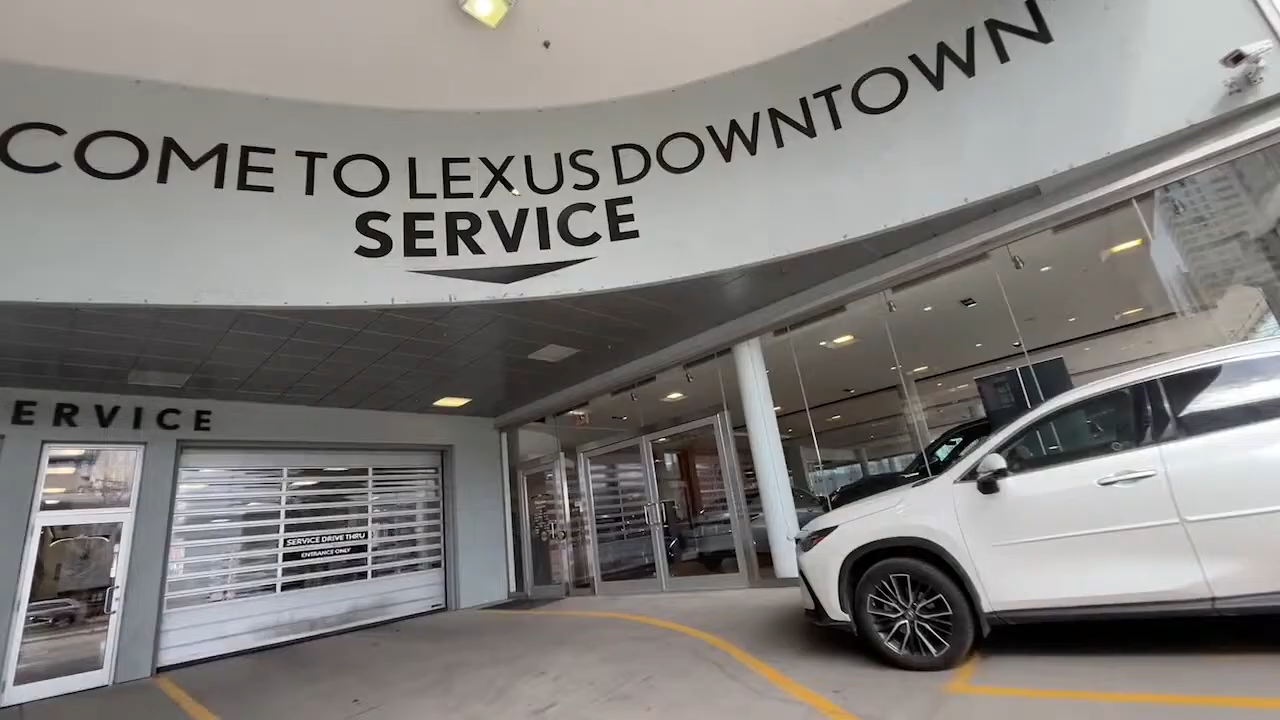 COME TO LEXUS DOWNTOWN
SERVICE
ERVICE
SERVICE DRIVE THRU
ENTRANCE ONLY